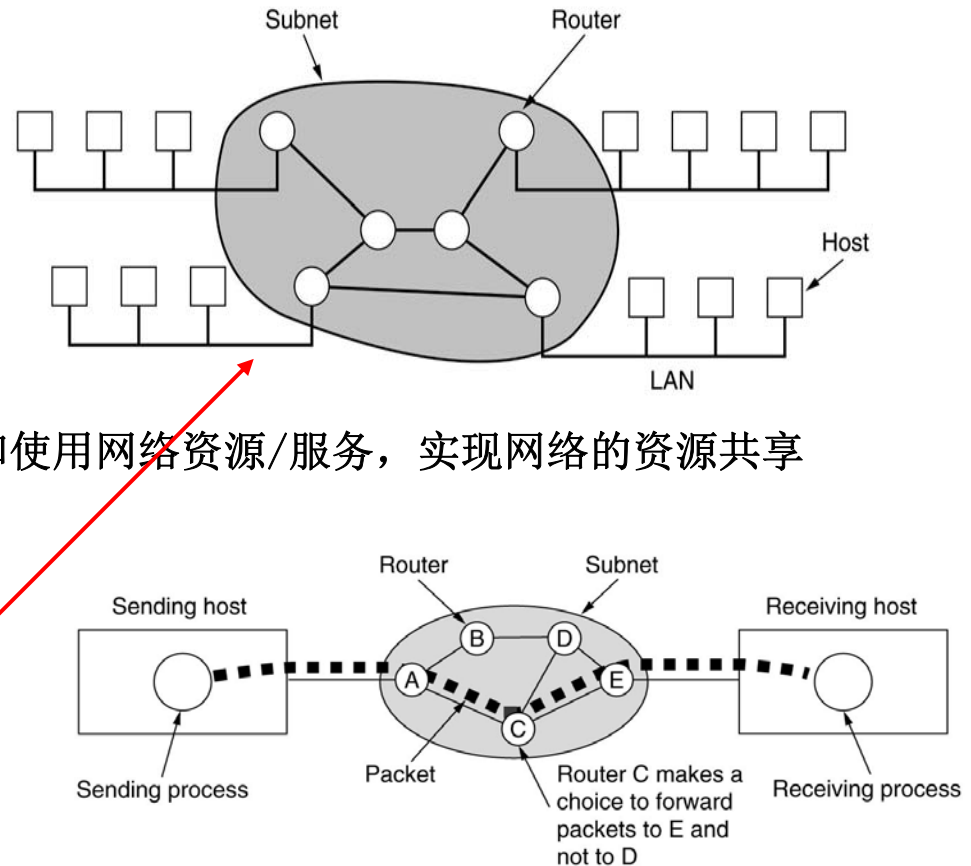 Subnet
Router
Host
LAN
使用网络资源/服务，实现网络的资源共享
Router
Subnet
Sending host
Receiving host
B
D
A
E
C
Sending process
Packet
Router C makes a
choice to forward
packets to E and
not to D
Receiving process